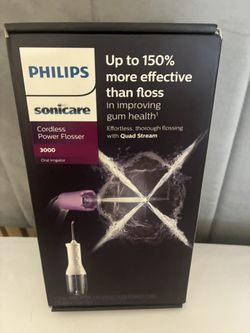 PHILIPS
sonicare
Cordless
Power Flosser
3000
Oral Irrigator
Up to 150%
more effective
than floss
in improving
gum health¹
Effortless, thorough flossing
with Quad Stream